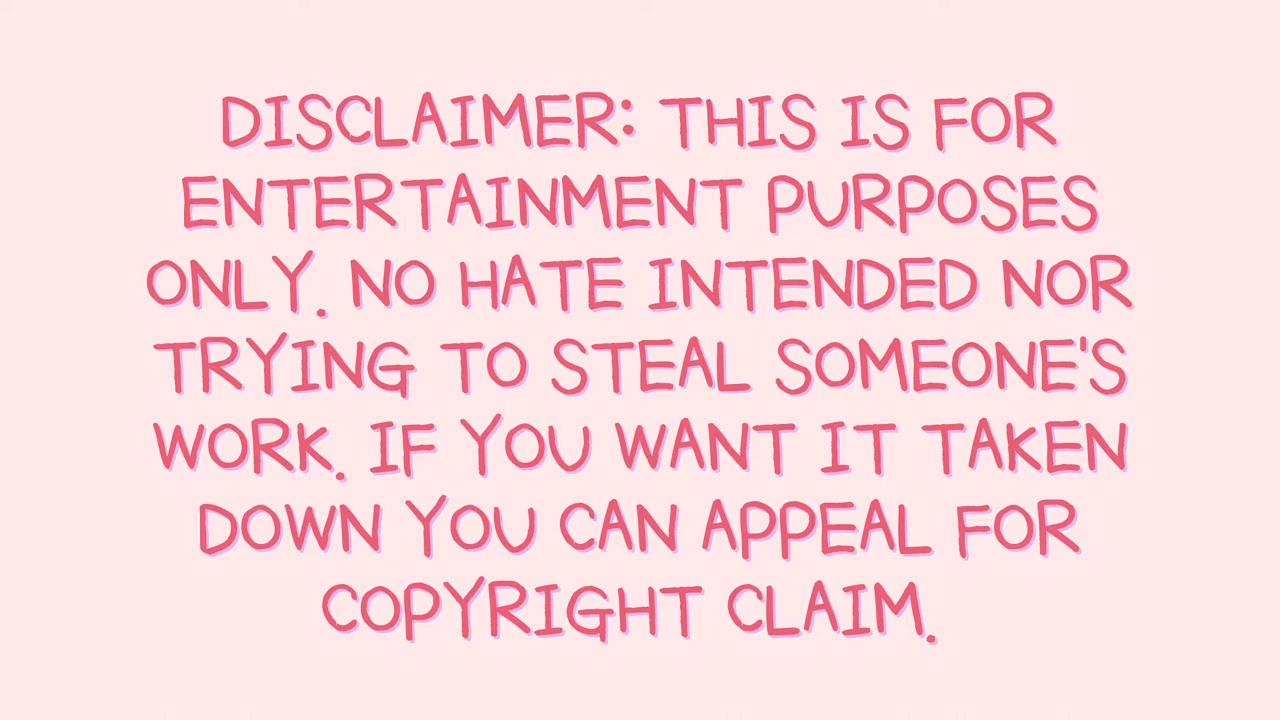 DISCLAIMER: THIS IS FOR
ENTERTAINMENT PURPOSES
ONLY. NO HATE INTENDED NOR
TRYING TO STEAL SOMEONE'S
WORK. IF YOU WANT IT TAKEN
DOWN YOU CAN APPEAL FOR
COPYRIGHT CLAIM.